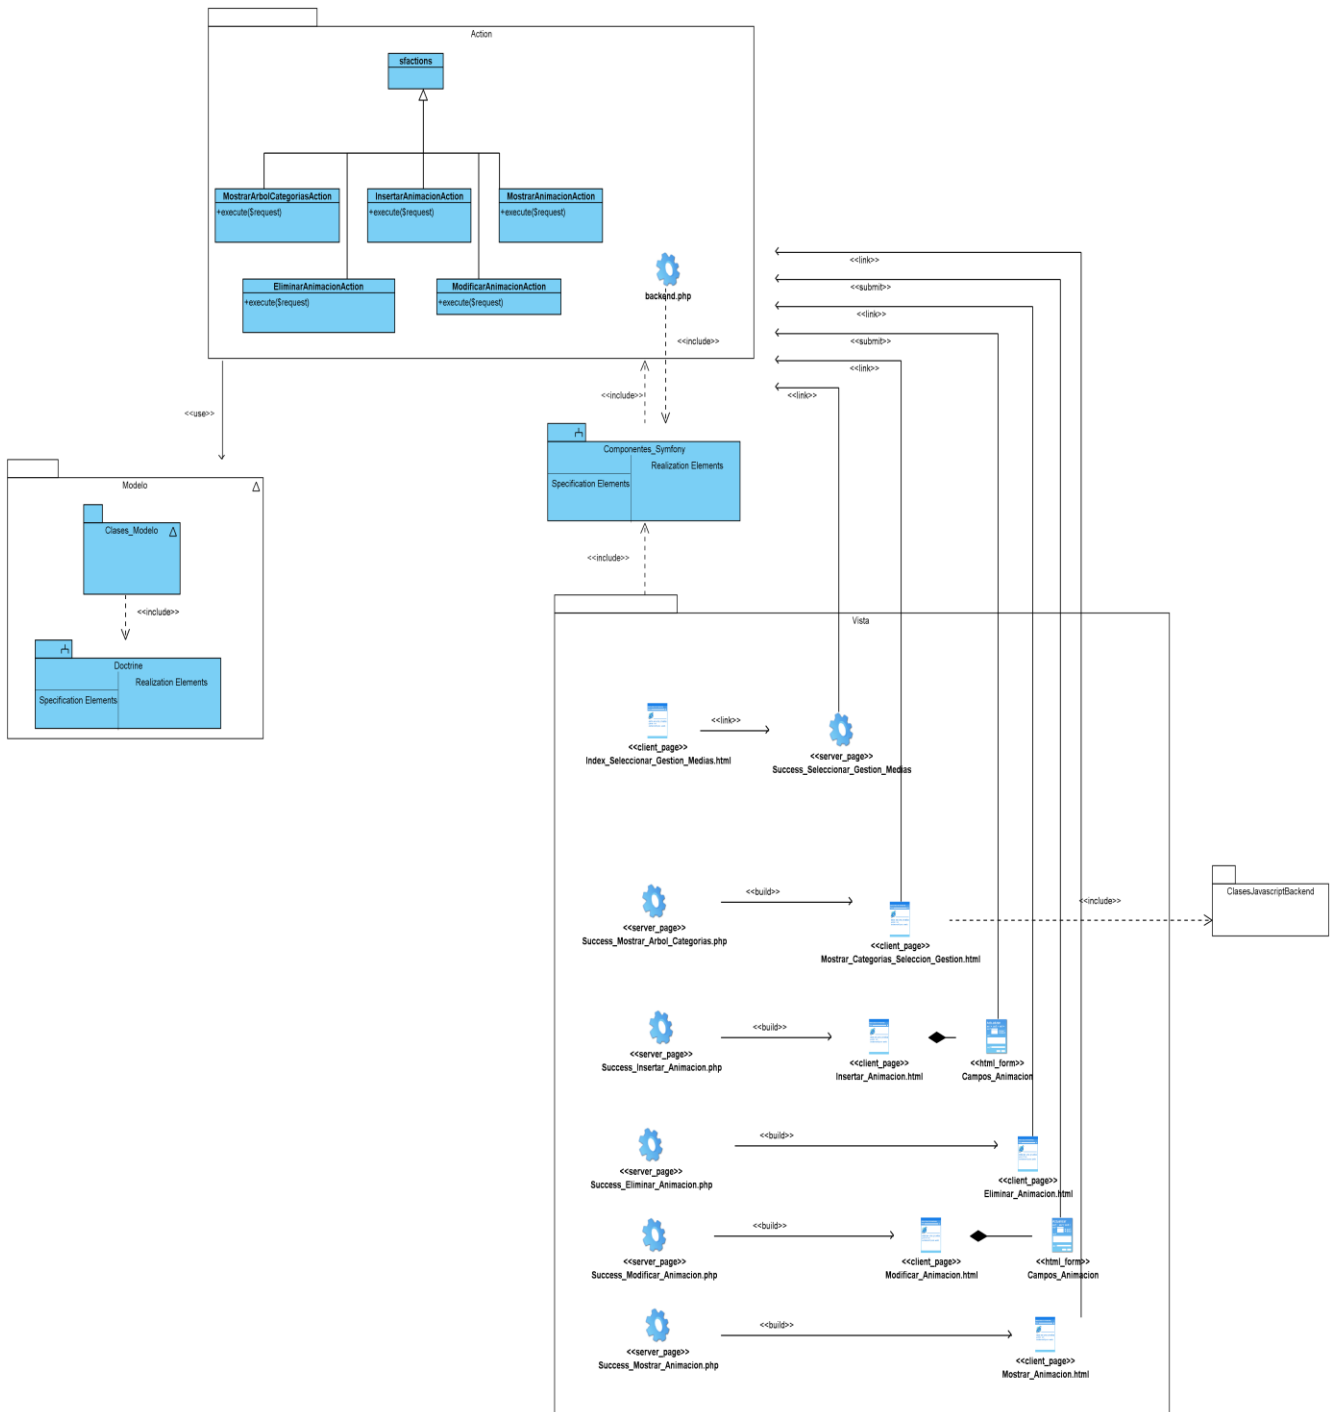 Action
sfactions
MostrarArbolCategoriasAction
+execute($request)
InsertarAnimacionAction
+execute($request)
MostrarAnimacionAction
+execute($request)
EliminarAnimacionAction
+execute($request)
ModificarAnimacionAction
+execute($request)
backend.php
<<include>>
<<link>>
<<submit>>
<<link>>
<<submit>>
<<link>>
<<link>>
<<use>>
<<include>>
Componentes_Symfony
Specification Elements
Realization Elements
<<include>>
Modelo
Clases_Modelo
<<include>>
Doctrine
Specification Elements
Realization Elements
Vista
<<client_page>>
Index_Seleccionar_Gestion_Medias.html
<<link>>
<<server_page>>
Success_Seleccionar_Gestion_Medias
<<server_page>>
Success_Mostrar_Arbol_Categorias.php
<<build>>
<<client_page>>
Mostrar_Categorias_Seleccion_Gestion.html
<<include>>
ClasesJavascriptBackend
<<server_page>>
Success_Insertar_Animacion.php
<<build>>
<<client_page>>
Insertar_Animacion.html
<<html_form>>
Campos_Animacion
<<server_page>>
Success_Eliminar_Animacion.php
<<build>>
<<client_page>>
Eliminar_Animacion.html
<<server_page>>
Success_Modificar_Animacion.php
<<build>>
<<client_page>>
Modificar_Animacion.html
<<html_form>>
Campos_Animacion
<<server_page>>
Success_Mostrar_Animacion.php
<<build>>
<<client_page>>
Mostrar_Animacion.html